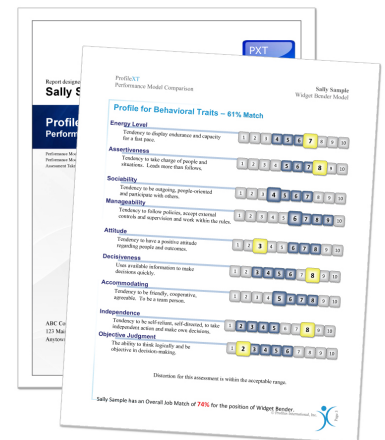 PXT
Report designe
Sally S
Profile
Perform
Performance Mod
Performance Mod
Assessment Take
ABC Co
123 Mai
Anytow
ProfileXT
Performance Model Comparison
Sally Sample
Widget Bender Model
Profile for Behavioral Traits – 61% Match
Energy Level
Tendency to display endurance and capacity
for a fast pace.
1 2 3 4 5 6 7 8 9 10
Assertiveness
Tendency to take charge of people and
situations. Leads more than follows.
1 2 3 4 5 6 7 8 9 10
Sociability
Tendency to be outgoing, people-oriented
and participate with others.
1 2 3 4 5 6 7 8 9 10
Manageability
Tendency to follow policies, accept external
controls and supervision and work within the rules.
1 2 3 4 5 6 7 8 9 10
Attitude
Tendency to have a positive attitude
regarding people and outcomes.
1 2 3 4 5 6 7 8 9 10
Decisiveness
Uses available information to make
decisions quickly.
1 2 3 4 5 6 7 8 9 10
Accommodating
Tendency to be friendly, cooperative,
agreeable. To be a team person.
1 2 3 4 5 6 7 8 9 10
Independence
Tendency to be self-reliant, self-directed, to take
independent action and make own decisions.
1 2 3 4 5 6 7 8 9 10
Objective Judgment
The ability to think logically and be
objective in decision-making.
1 2 3 4 5 6 7 8 9 10
Distortion for this assessment is within the acceptable range.
Sally Sample has an Overall Job Match of 74% for the position of Widget Bender.
© Profiles International, Inc.